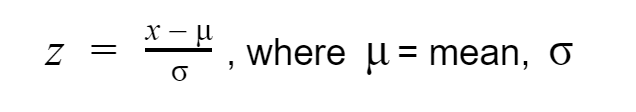 z = x − μ / σ , where μ = mean, σ